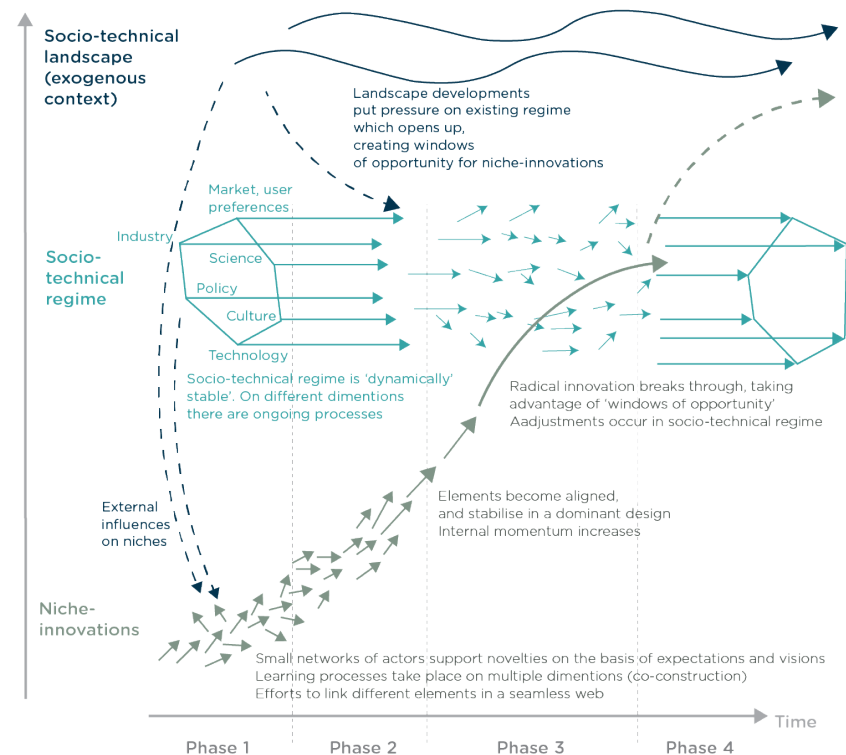 Socio-technical
landscape
(exogenous
context)
Landscape developments
put pressure on existing regime
which opens up,
creating windows
of opportunity for niche-innovations
Market, user
preferences
Industry
Science
Socio-
technical
regime
Policy
Culture
Technology
Socio-technical regime is ‘dynamically’
stable’. On different dimentions
there are ongoing processes
Radical innovation breaks through, taking
advantage of ‘windows of opportunity’
Aadjustments occur in socio-technical regime
Elements become aligned,
and stabilise in a dominant design
Internal momentum increases
External
influences
on niches
Niche-
innovations
Small networks of actors support novelties on the basis of expectations and visions
Learning processes take place on multiple dimentions (co-construction)
Efforts to link different elements in a seamless web
Time
Phase 1
Phase 2
Phase 3
Phase 4